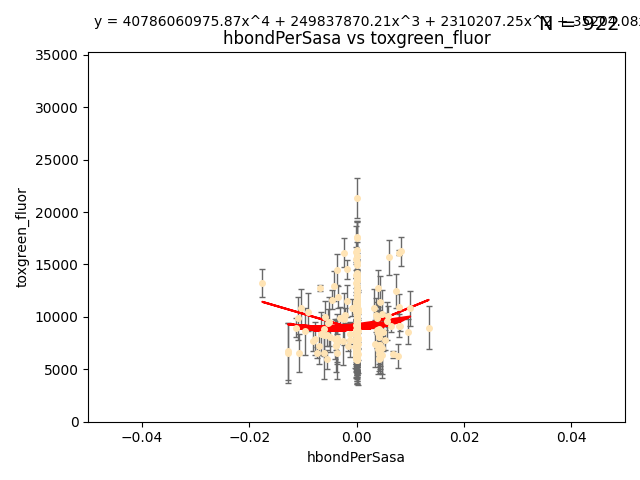 y = 40786060975.87x^4 + 249837870.21x^3 + 2310207.25x^2 +
N = 922
hbondPerSasa vs toxgreen_fluor
35000
30000
25000
20000
15000
10000
5000
0
toxgreen_fluor
−0.04
−0.02
0.00
0.02
0.04
hbondPerSasa